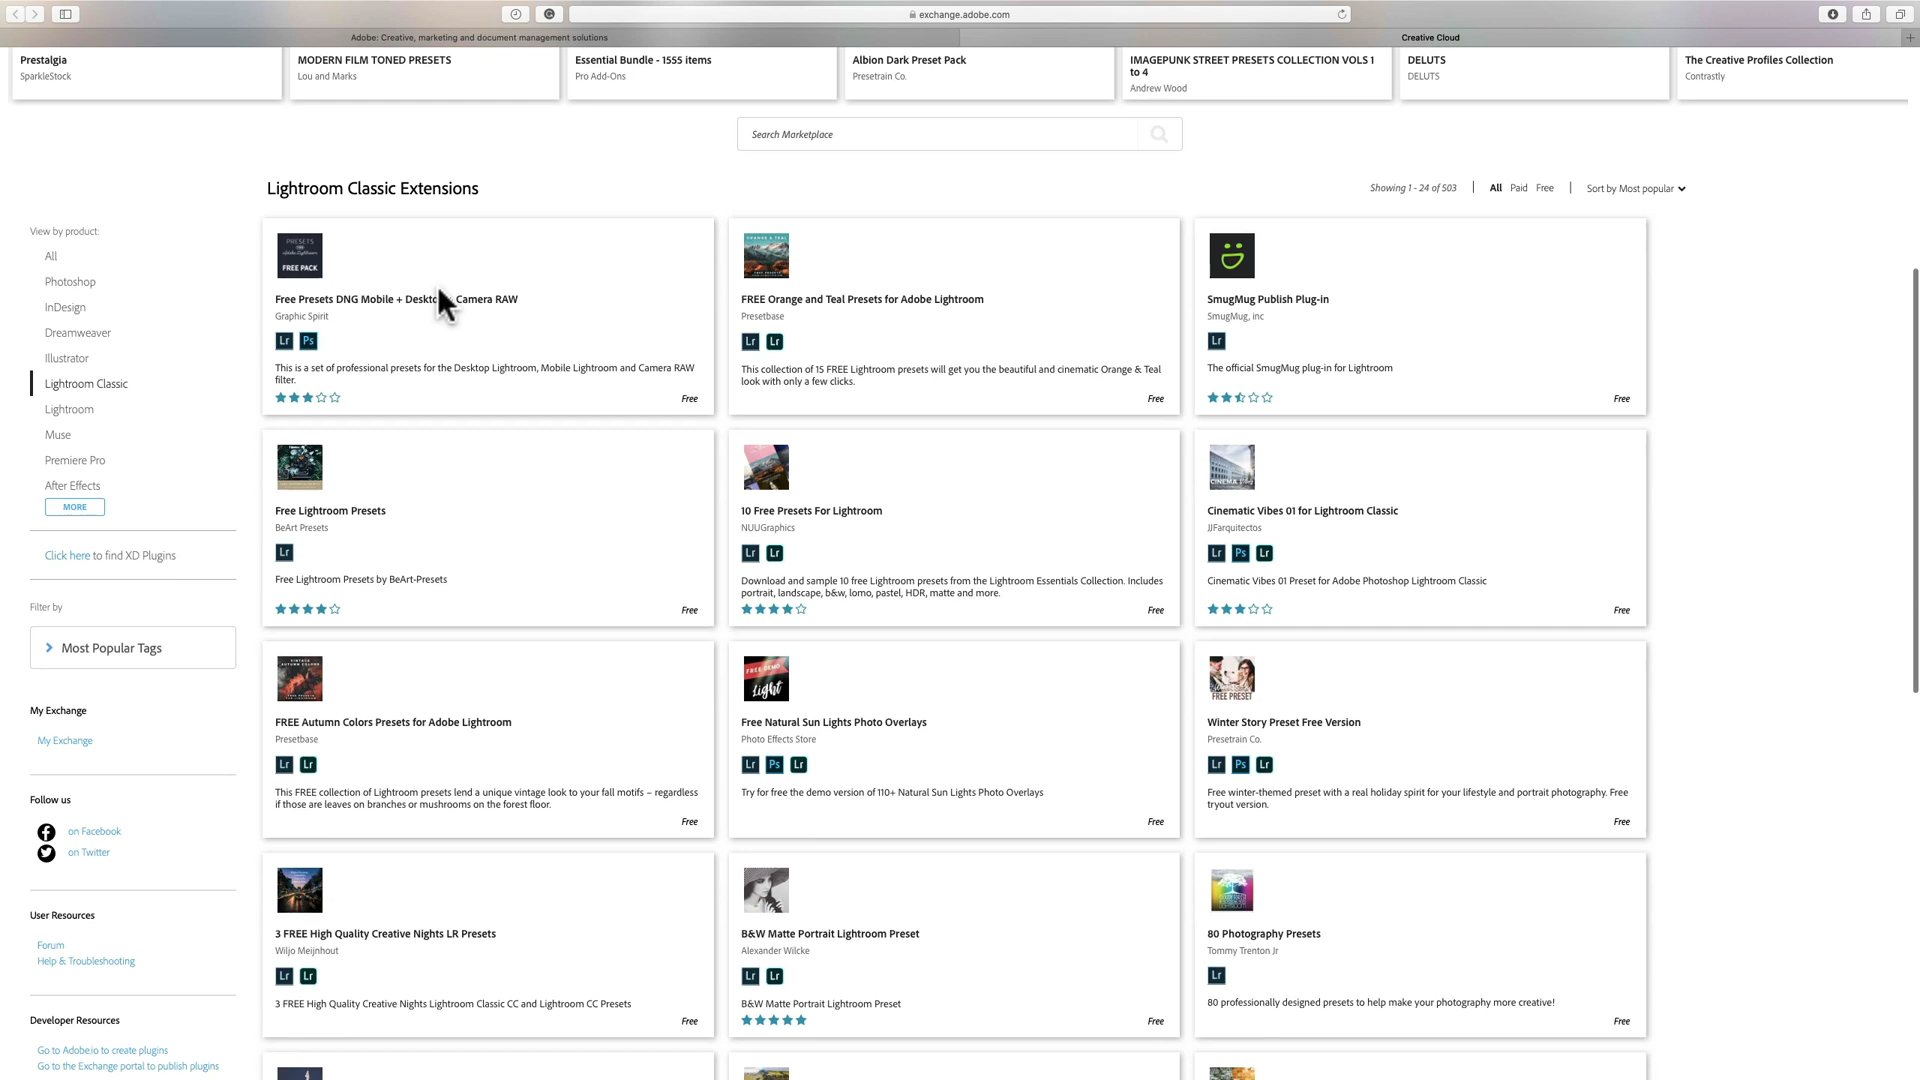 exchange.adobe.com
Adobe: Creative, marketing and document management solutions
Creative Cloud
Prestalgia
SparkleStock
MODERN FILM TONED PRESETS
Lou and Marks
Essential Bundle - 1555 items
Pro Add-Ons
Albion Dark Preset Pack
Presetrain Co.
IMAGEPUNK STREET PRESETS COLLECTION VOLS 1
to 4
Andrew Wood
DELUTS
DELUTS
The Creative Profiles Collection
Contrastly
Search Marketplace
Lightroom Classic Extensions
Showing 1 - 24 of 503
All Paid Free
Sort by Most popular
View by product:
All
Photoshop
InDesign
Dreamweaver
Illustrator
Lightroom Classic
Lightroom
Muse
Premiere Pro
After Effects
MORE
Click here to find XD Plugins
Filter by
Most Popular Tags
My Exchange
My Exchange
Follow us
on Facebook
on Twitter
User Resources
Forum
Help & Troubleshooting
Developer Resources
Go to Adobe.io to create plugins
Go to the Exchange portal to publish plugins
PRESETS
FREE PACK
Free Presets DNG Mobile + Camera RAW
Graphic Spirit
Lr Ps
This is a set of professional presets for the Desktop Lightroom, Mobile Lightroom and Camera RAW
filter.
Free
ORANGE & TEAL
FREE Orange and Teal Presets for Adobe Lightroom
Presetbase
Lr Lr
This collection of 15 FREE Lightroom presets will get you the beautiful and cinematic Orange & Teal
look with only a few clicks.
Free
SmugMug Publish Plug-in
SmugMug, inc
Lr
The official SmugMug plug-in for Lightroom
Free
Free Lightroom Presets
BeArt Presets
Lr
Free Lightroom Presets by BeArt-Presets
Free
10 Free Presets For Lightroom
NUUGraphics
Lr Lr
Download and sample 10 free Lightroom presets from the Lightroom Essentials Collection. Includes
portrait, landscape, b&w, lomo, pastel, HDR, matte and more.
Free
CINEMA
Cinematic Vibes 01 for Lightroom Classic
JJFarquitectos
Lr Ps Lr
Cinematic Vibes 01 Preset for Adobe Photoshop Lightroom Classic
Free
VINTAGE
AUTUMN COLORS
FREE Autumn Colors Presets for Adobe Lightroom
Presetbase
Lr Lr
This FREE collection of Lightroom presets lend a unique vintage look to your fall motifs – regardless
if those are leaves on branches or mushrooms on the forest floor.
Free
FREE DEMO
Light
Free Natural Sun Lights Photo Overlays
Photo Effects Store
Lr Ps Lr
Try for free the demo version of 110+ Natural Sun Lights Photo Overlays
Free
FREE PRESET
Winter Story Preset Free Version
Presetrain Co.
Lr Ps Lr
Free winter-themed preset with a real holiday spirit for your lifestyle and portrait photography. Free
tryout version.
Free
3 FREE High Quality Creative Nights LR Presets
Wiljo Meijnhout
Lr Lr
3 FREE High Quality Creative Nights Lightroom Classic CC and Lightroom CC Presets
Free
B&W Matte Portrait Lightroom Preset
Alexander Wilcke
Lr Lr
B&W Matte Portrait Lightroom Preset
Free
80 Photography Presets
Tommy Trenton Jr
Lr
80 professionally designed presets to help make your photography more creative!
Free